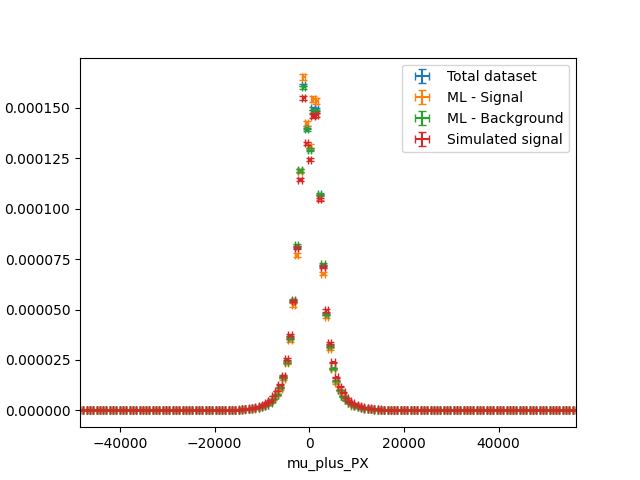 Total dataset
ML - Signal
ML - Background
Simulated signal
0.000150
0.000125
0.000100
0.000075
0.000050
0.000025
0.000000
−40000
−20000
0
20000
40000
mu_plus_PX